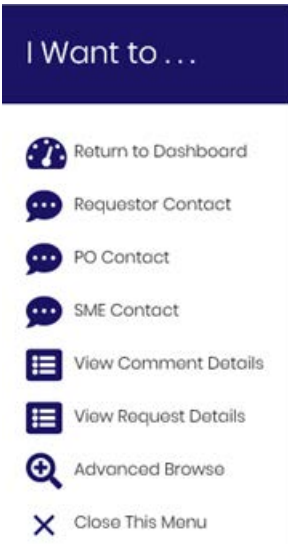 I Want to . . .
Return to Dashboard
Requestor Contact
PO Contact
SME Contact
View Comment Details
View Request Details
Advanced Browse
Close This Menu